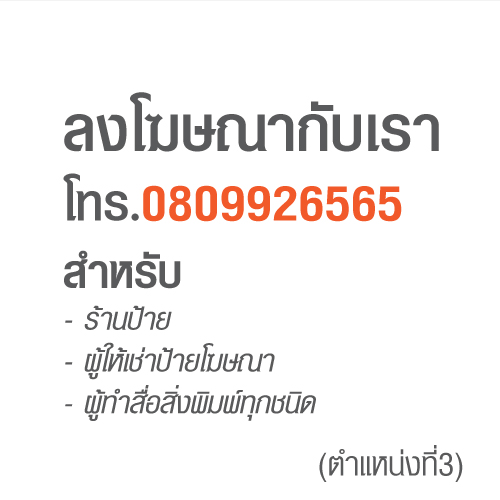 ลงโฆษณากับเรา
โทร.0809926565
สำหรับ
- ร้านป้าย
- ผู้ให้เช่าป้ายโฆษณา
- ผู้ทำสื่อสิ่งพิมพ์ทุกชนิด
(ตำแหน่งที่3)